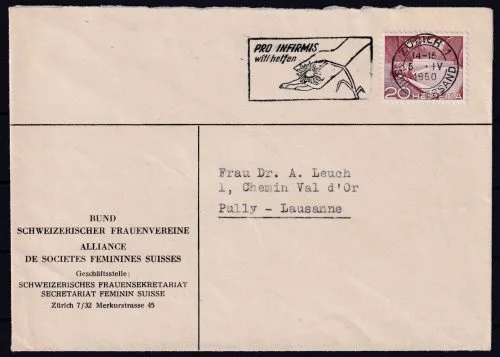 PRO INFIRMIS
will helfen
ZÜRICH 1
14-15
6. IV
1950
20 HELVETIA
Frau Dr. A. Leuch
1, Chemin Val d'Or
Pully - Lausanne
BUND
SCHWEIZERISCHER FRAUENVEREINE
ALLIANCE
DE SOCIETES FEMININES SUISSES
Geschäftsstelle:
SCHWEIZERISCHES FRAUENSEKRETARIAT
SECRETARIAT FEMININ SUISSE
Zürich 7/32 Merkurstrasse 45